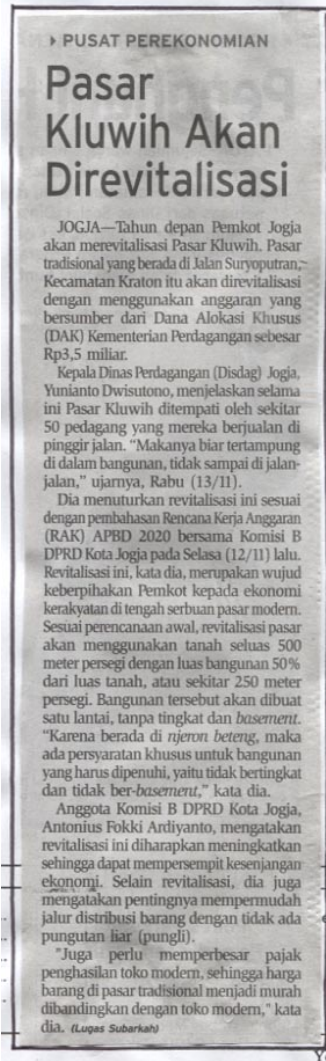 ▸ PUSAT PEREKONOMIAN
Pasar
Kluwih Akan
Direvitalisasi
JOGJA—Tahun depan Pemkot Jogja
akan merevitalisasi Pasar Kluwih. Pasar
tradisional yang berada di Jalan Suryoputran,
Kecamatan Kraton itu akan direvitalisasi
dengan menggunakan anggaran yang
bersumber dari Dana Alokasi Khusus
(DAK) Kementerian Perdagangan sebesar
Rp3,5 miliar.
Kepala Dinas Perdagangan (Disdag) Jogja,
Yunianto Dwisutono, menjelaskan selama
ini Pasar Kluwih ditempati oleh sekitar
50 pedagang yang mereka berjualan di
pinggir jalan. “Makanya biar tertampung
di dalam bangunan, tidak sampai di jalan-
jalan,” ujarnya, Rabu (13/11).
Dia menuturkan revitalisasi ini sesuai
dengan pembahasan Rencana Kerja Anggaran
(RAK) APBD 2020 bersama Komisi B
DPRD Kota Jogja pada Selasa (12/11) lalu.
Revitalisasi ini, kata dia, merupakan wujud
keberpihakan Pemkot kepada ekonomi
kerakyatan di tengah serbuan pasar modern.
Sesuai perencanaan awal, revitalisasi pasar
akan menggunakan tanah seluas 500
meter persegi dengan luas bangunan 50%
dari luas tanah, atau sekitar 250 meter
persegi. Bangunan tersebut akan dibuat
satu lantai, tanpa tingkat dan basement.
“Karena berada di njeron beteng, maka
ada persyaratan khusus untuk bangunan
yang harus dipenuhi, yaitu tidak bertingkat
dan tidak ber-basement,” kata dia.
Anggota Komisi B DPRD Kota Jogja,
Antonius Fokki Ardiyanto, mengatakan
revitalisasi ini diharapkan meningkatkan
sehingga dapat mempersempit kesenjangan
ekonomi. Selain revitalisasi, dia juga
mengatakan pentingnya mempermudah
jalur distribusi barang dengan tidak ada
pungutan liar (pungli).
"Juga perlu memperbesar pajak
penghasilan toko modern, sehingga harga
barang di pasar tradisional menjadi murah
dibandingkan dengan toko modern," kata
dia. (Lugas Subarkah)